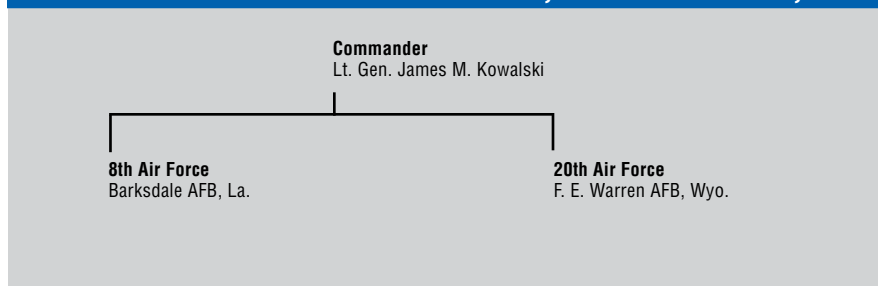 Commander
Lt. Gen. James M. Kowalski
8th Air Force
Barksdale AFB, La.
20th Air Force
F. E. Warren AFB, Wyo.